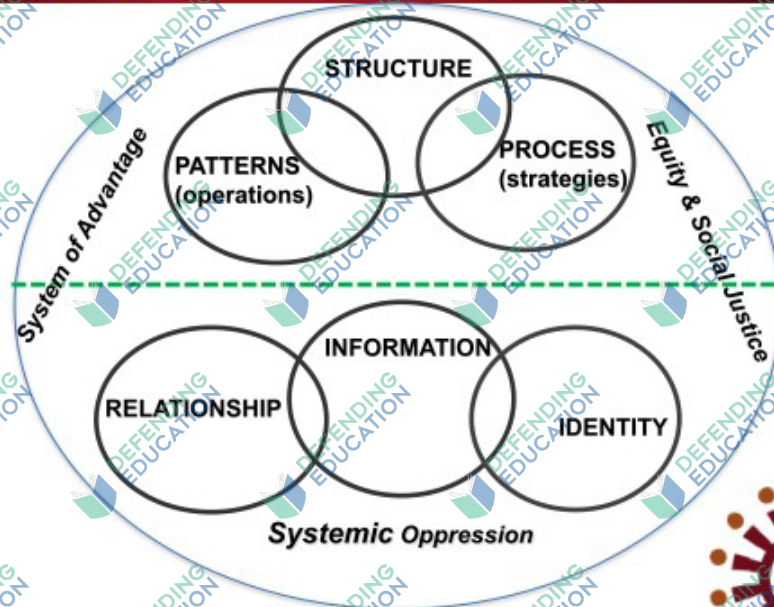 STRUCTURE
PATTERNS
(operations)
PROCESS
(strategies)
System of Advantage
Equity & Social Justice
INFORMATION
RELATIONSHIP
IDENTITY
Systemic Oppression
DEFENDING
EDUCATION